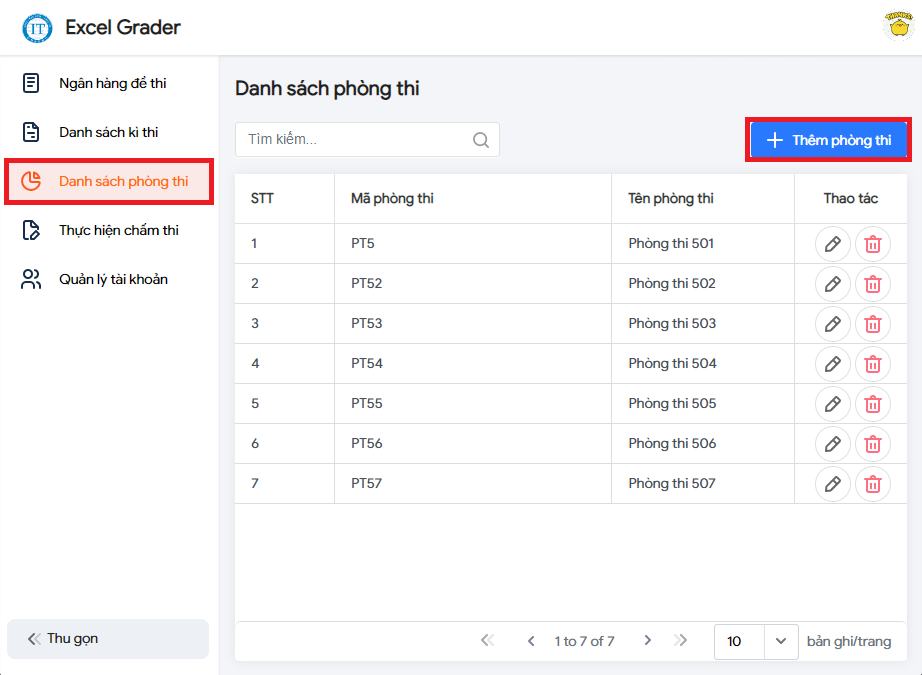 IT
Excel Grader
THANKS!
Ngân hàng đề thi
Danh sách kì thi
Danh sách phòng thi
Thực hiện chấm thi
Quản lý tài khoản
Thu gọn
Danh sách phòng thi
Tìm kiếm...
Thêm phòng thi
STT Mã phòng thi Tên phòng thi Thao tác
1 PT5 Phòng thi 501
2 PT52 Phòng thi 502
3 PT53 Phòng thi 503
4 PT54 Phòng thi 504
5 PT55 Phòng thi 505
6 PT56 Phòng thi 506
7 PT57 Phòng thi 507
1 to 7 of 7 10 bản ghi/trang